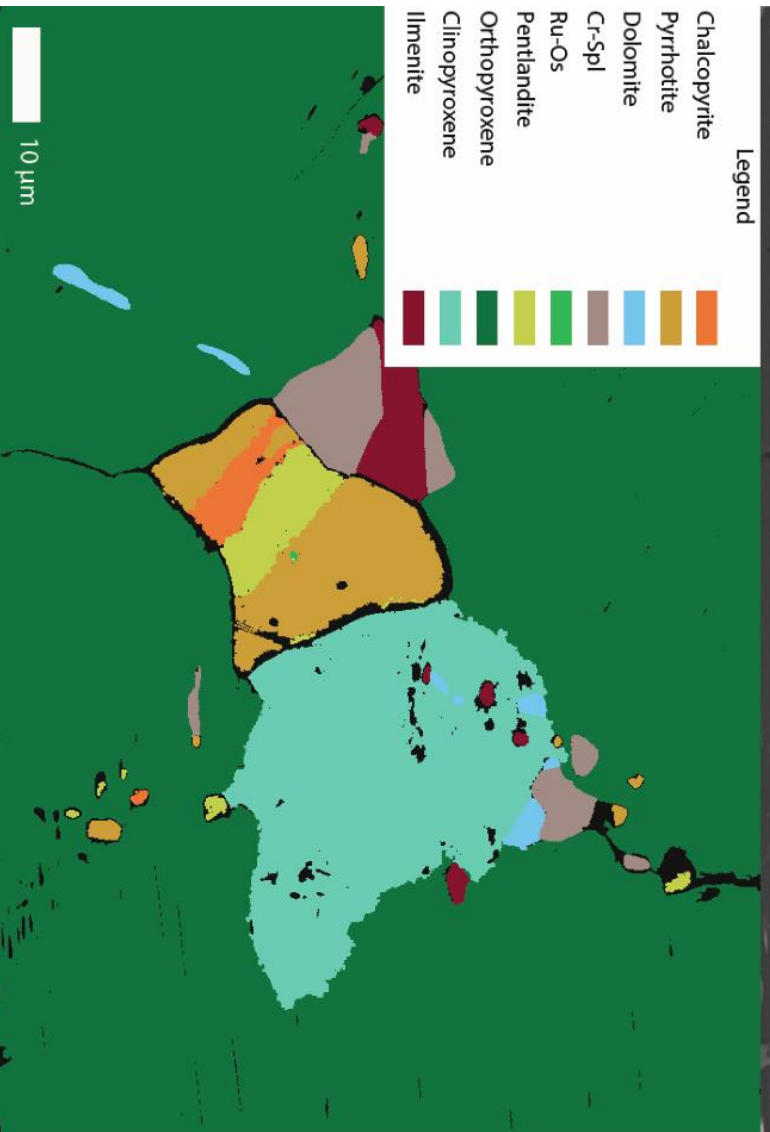 Legend
Chalcopyrite
Pyrrhotite
Dolomite
Cr-Spl
Ru-Os
Pentlandite
Orthopyroxene
Clinopyroxene
Ilmenite
10 µm